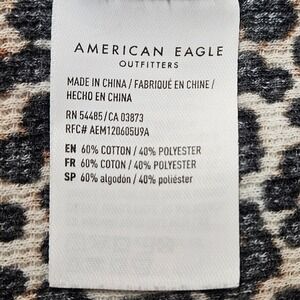 AMERICAN EAGLE
OUTFITTERS
MADE IN CHINA / FABRIQUÉ EN CHINE /
HECHO EN CHINA
RN 54485/CA 03873
RFC# AEM120605U9A
EN 60% COTTON / 40% POLYESTER
FR 60% COTON / 40% POLYESTER
SP 60% algodón / 40% poliéster